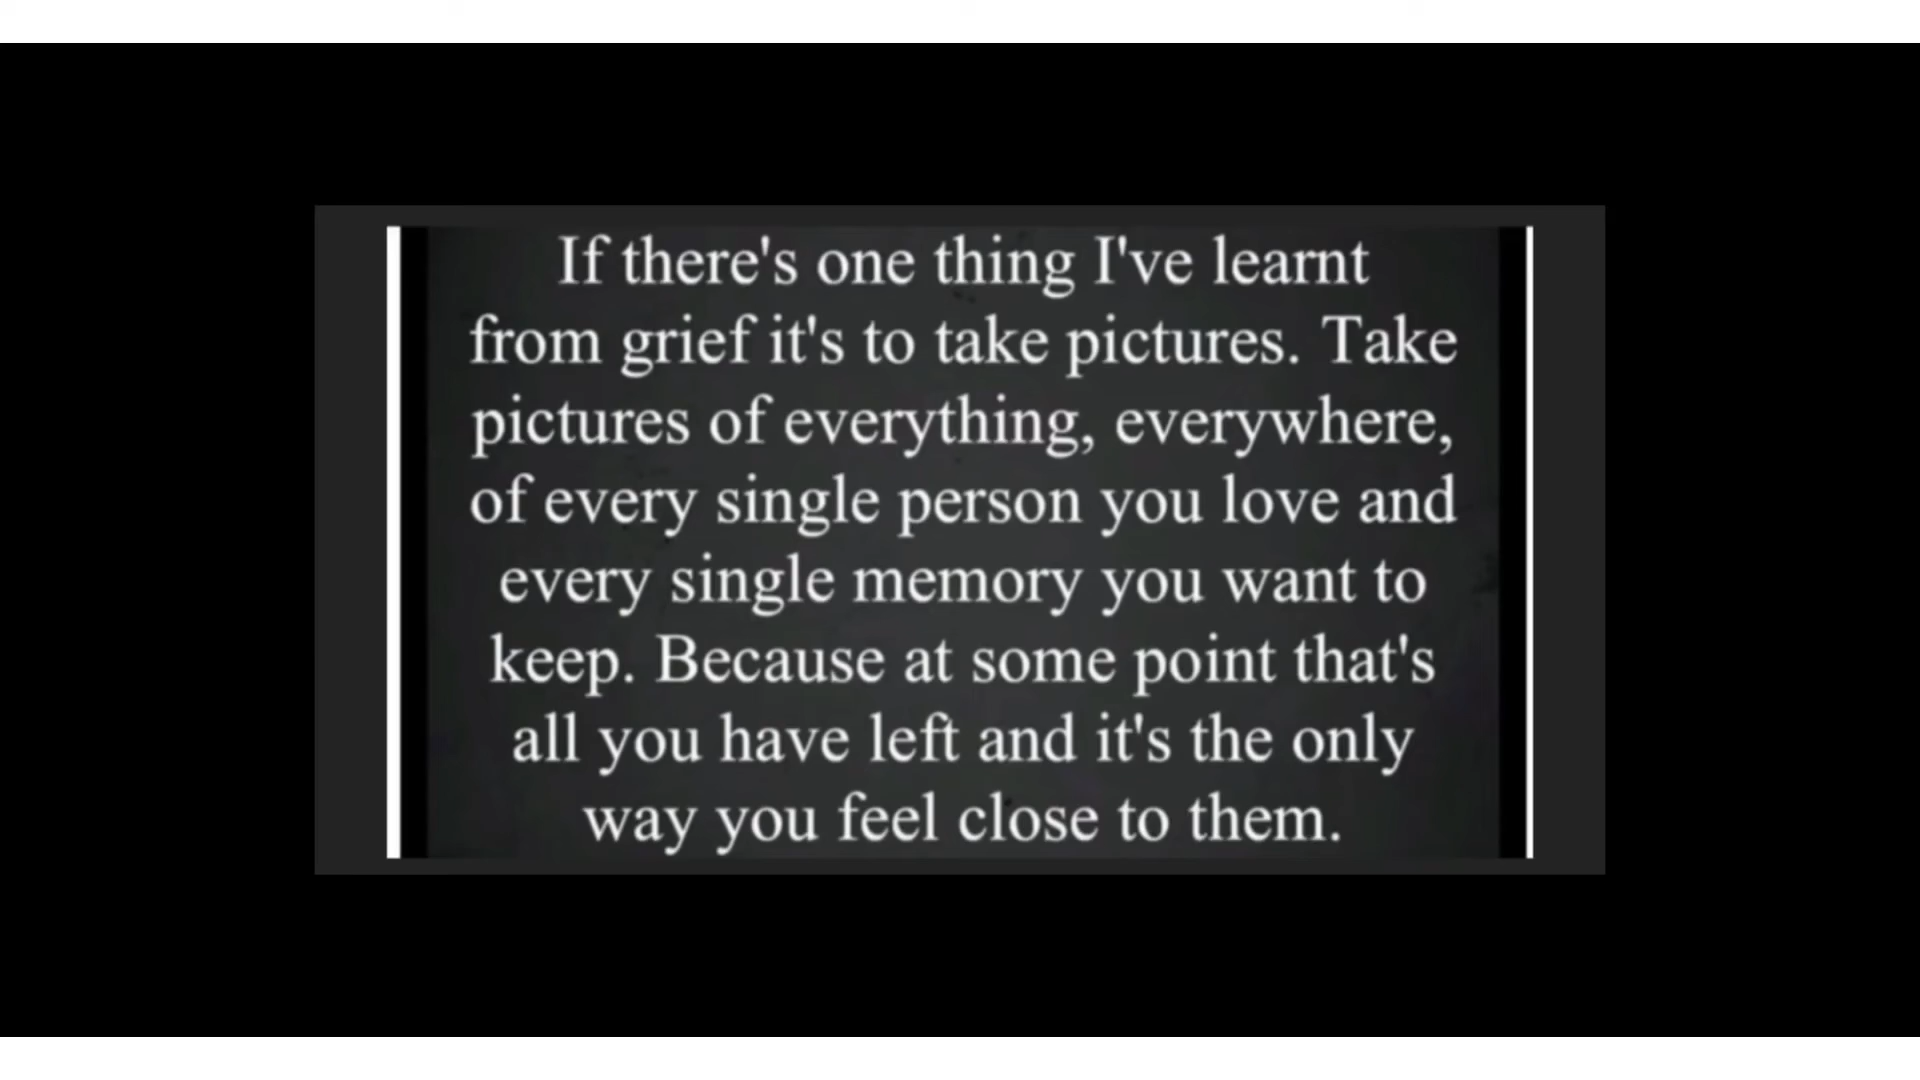 If there's one thing I've learnt
from grief it's to take pictures. Take
pictures of everything, everywhere,
of every single person you love and
every single memory you want to
keep. Because at some point that's
all you have left and it's the only
way you feel close to them.